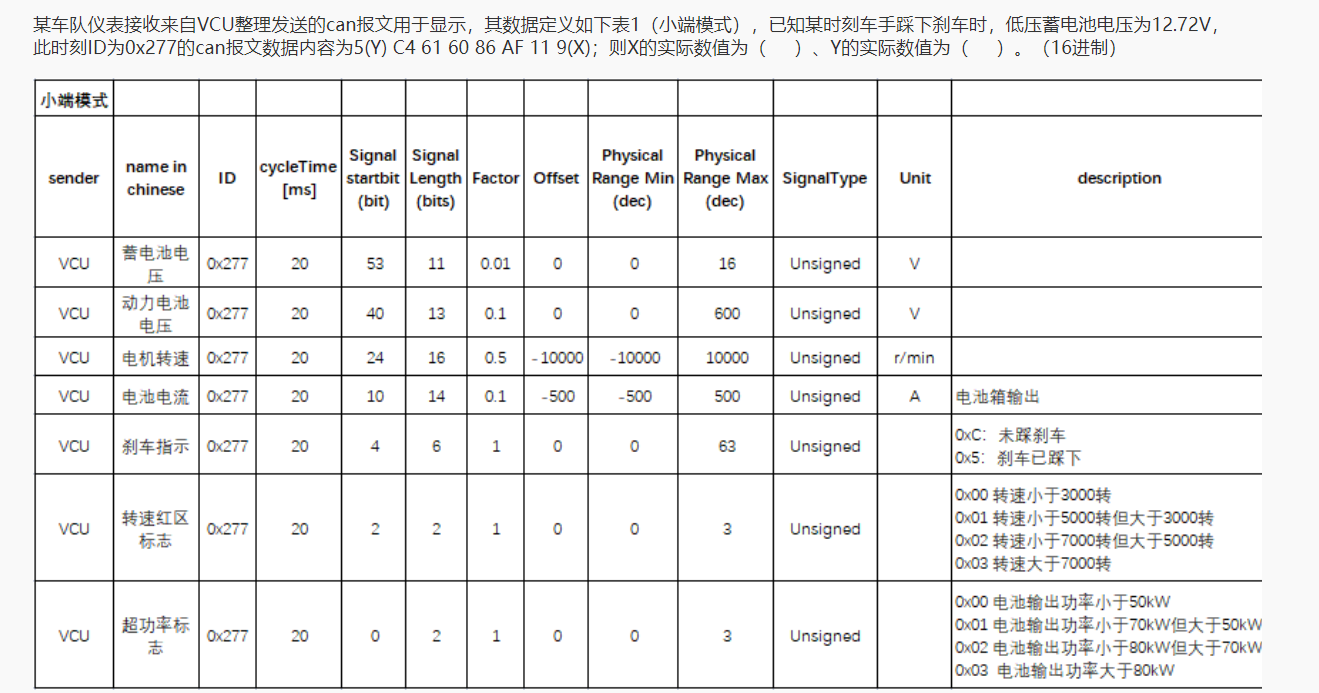 某车队仪表接收来自VCU整理发送的can报文用于显示，其数据定义如下表1（小端模式），已知某时刻车手踩下刹车时，低压蓄电池电压为12.72V，
此时刻ID为0x277的can报文数据内容为5(Y) C4 61 60 86 AF 11 9(X)；则X的实际数值为（ ）、Y的实际数值为（ ）。（16进制）
小端模式
sender name in chinese ID cycleTime [ms] Signal startbit (bit) Signal Length (bits) Factor Offset Physical Range Min (dec) Physical Range Max (dec) SignalType Unit description
VCU 蓄电池电压 0x277 20 53 11 0.01 0 0 16 Unsigned V
VCU 动力电池电压 0x277 20 40 13 0.1 0 0 600 Unsigned V
VCU 电机转速 0x277 20 24 16 0.5 -10000 -10000 10000 Unsigned r/min
VCU 电池电流 0x277 20 10 14 0.1 -500 -500 500 Unsigned A 电池箱输出
VCU 刹车指示 0x277 20 4 6 1 0 0 63 Unsigned 0xC：未踩刹车
0x5：刹车已踩下
VCU 转速红区标志 0x277 20 2 2 1 0 0 3 Unsigned 0x00 转速小于3000转
0x01 转速小于5000转但大于3000转
0x02 转速小于7000转但大于5000转
0x03 转速大于7000转
VCU 超功率标志 0x277 20 0 2 1 0 0 3 Unsigned 0x00 电池输出功率小于50kW
0x01 电池输出功率小于70kW但大于50kW
0x02 电池输出功率小于80kW但大于70kW
0x03 电池输出功率大于80kW